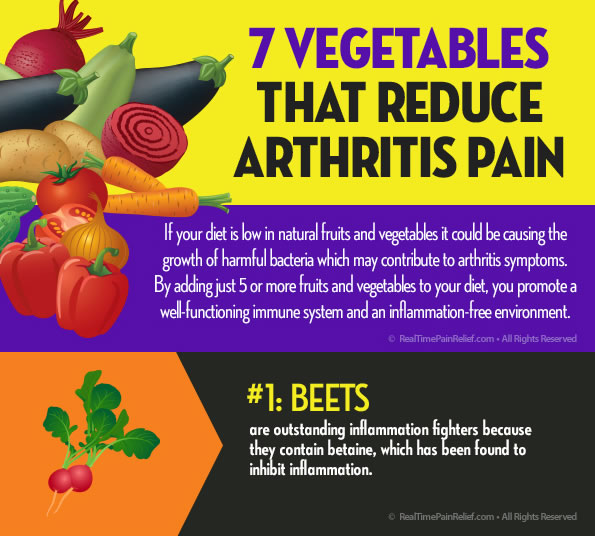 7 VEGETABLES
THAT REDUCE
ARTHRITIS PAIN
If your diet is low in natural fruits and vegetables it could be causing the
growth of harmful bacteria which may contribute to arthritis symptoms.
By adding just 5 or more fruits and vegetables to your diet, you promote a
well-functioning immune system and an inflammation-free environment.
© RealTimePainRelief.com • All Rights Reserved
#1: BEETS
are outstanding inflammation fighters because
they contain betaine, which has been found to
inhibit inflammation.
© RealTimePainRelief.com • All Rights Reserved